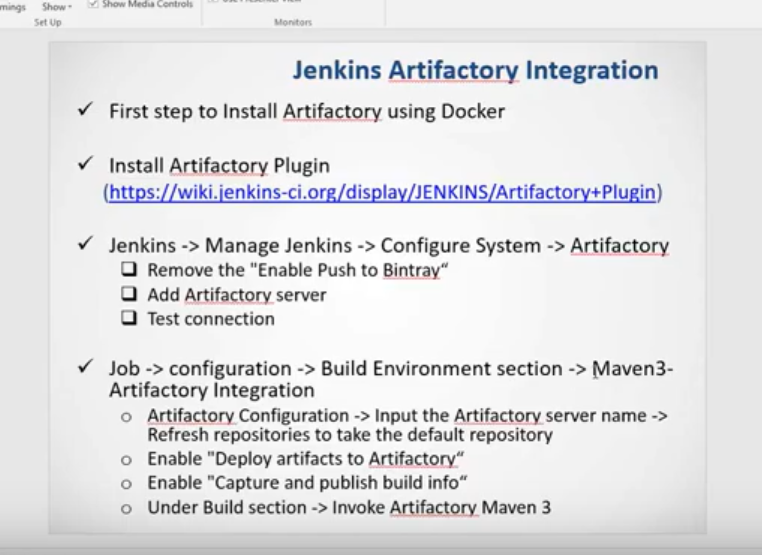 Show
Show Media Controls
Set Up
Monitors
Jenkins Artifactory Integration
✓ First step to Install Artifactory using Docker
✓ Install Artifactory Plugin
(https://wiki.jenkins-ci.org/display/JENKINS/Artifactory+Plugin)
✓ Jenkins -> Manage Jenkins -> Configure System -> Artifactory
❑ Remove the "Enable Push to Bintray“
❑ Add Artifactory server
❑ Test connection
✓ Job -> configuration -> Build Environment section -> Maven3-
Artifactory Integration
o Artifactory Configuration -> Input the Artifactory server name ->
Refresh repositories to take the default repository
o Enable "Deploy artifacts to Artifactory“
o Enable "Capture and publish build info“
o Under Build section -> Invoke Artifactory Maven 3